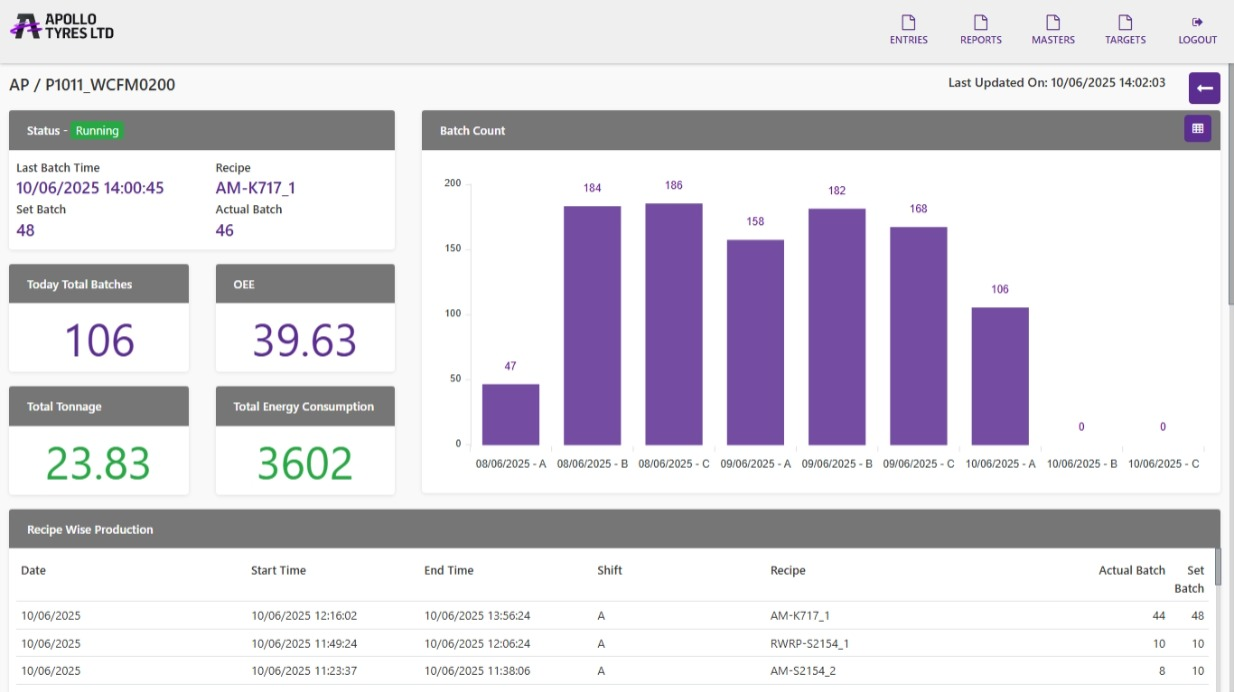 APOLLO
TYRES LTD
ENTRIES REPORTS MASTERS TARGETS LOGOUT
AP / P1011_WCFM0200
Last Updated On: 10/06/2025 14:02:03
Status - Running
Last Batch Time Recipe
10/06/2025 14:00:45 AM-K717_1
Set Batch Actual Batch
48 46
Today Total Batches OEE
106 39.63
Total Tonnage Total Energy Consumption
23.83 3602
Batch Count
200
150
100
50
0
47 184 186 158 182 168 106 0 0
08/06/2025 - A 08/06/2025 - B 08/06/2025 - C 09/06/2025 - A 09/06/2025 - B 09/06/2025 - C 10/06/2025 - A 10/06/2025 - B 10/06/2025 - C
Recipe Wise Production
Date Start Time End Time Shift Recipe Actual Batch Set
Batch
10/06/2025 10/06/2025 12:16:02 10/06/2025 13:56:24 A AM-K717_1 44 48
10/06/2025 10/06/2025 11:49:24 10/06/2025 12:06:24 A RWRP-S2154_1 10 10
10/06/2025 10/06/2025 11:23:37 10/06/2025 11:38:06 A AM-S2154_2 8 10